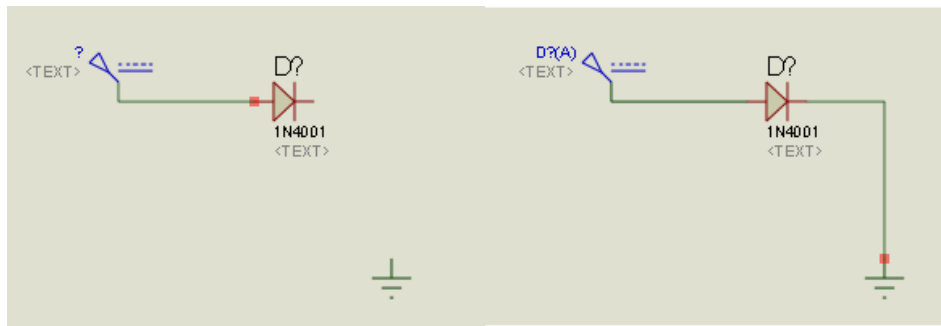 ?
<TEXT>
D?
1N4001
<TEXT>
D?(A)
<TEXT>
D?
1N4001
<TEXT>